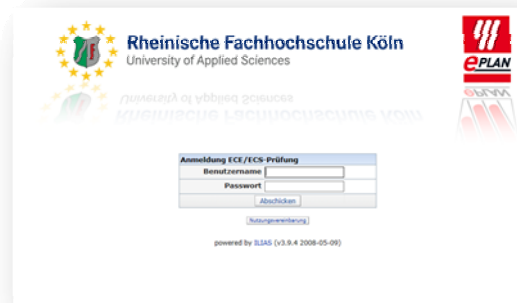 Rheinische Fachhochschule Köln
University of Applied Sciences
ePLAN
Anmeldung ECE/ECS-Prüfung
Benutzername
Passwort
Abschicken
Nutzungsvereinbarung
powered by ILIAS (v3.9.4 2008-05-09)